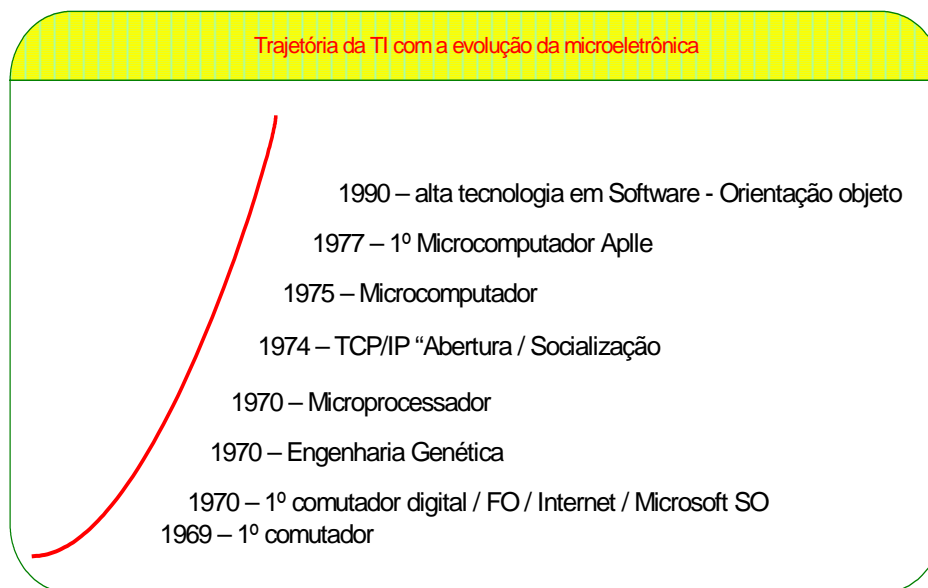 Trajetória da TI com a evolução da microeletrônica
1990 – alta tecnologia em Software - Orientação objeto
1977 – 1º Microcomputador Aplle
1975 – Microcomputador
1974 – TCP/IP “Abertura / Socialização
1970 – Microprocessador
1970 – Engenharia Genética
1970 – 1º comutador digital / FO / Internet / Microsoft SO
1969 – 1º comutador